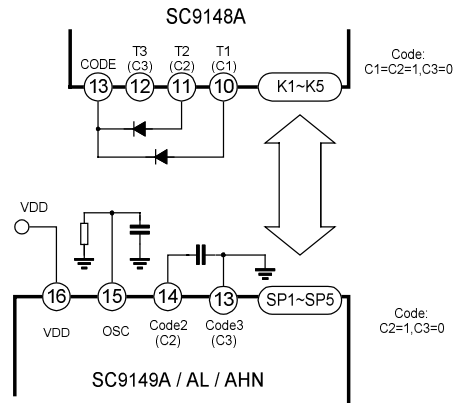 SC9148A
CODE T3 T2 T1
(C3) (C2) (C1)
13 12 11 10 K1~K5
Code:
C1=C2=1,C3=0
VDD
16 15 14 13 SP1~SP5
VDD OSC Code2 Code3
(C2) (C3)
Code:
C2=1,C3=0
SC9149A / AL / AHN